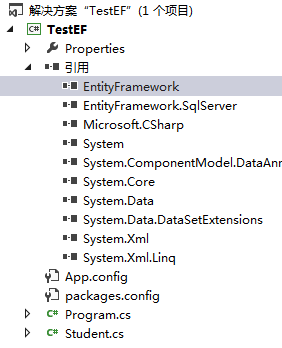 解决方案“TestEF”(1 个项目)
TestEF
Properties
引用
EntityFramework
EntityFramework.SqlServer
Microsoft.CSharp
System
System.ComponentModel.DataAnn
System.Core
System.Data
System.Data.DataSetExtensions
System.Xml
System.Xml.Linq
App.config
packages.config
Program.cs
Student.cs